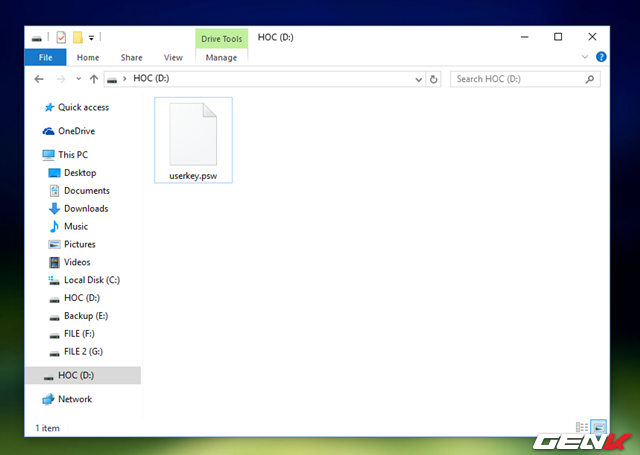 Drive Tools
HOC (D:)
File
Home
Share
View
Manage
HOC (D:)
Search HOC (D:)
Quick access
OneDrive
This PC
Desktop
Documents
Downloads
Music
Pictures
Videos
Local Disk (C:)
HOC (D:)
Backup (E:)
FILE (F:)
FILE 2 (G:)
HOC (D:)
Network
userkey.psw
1 item
GENK